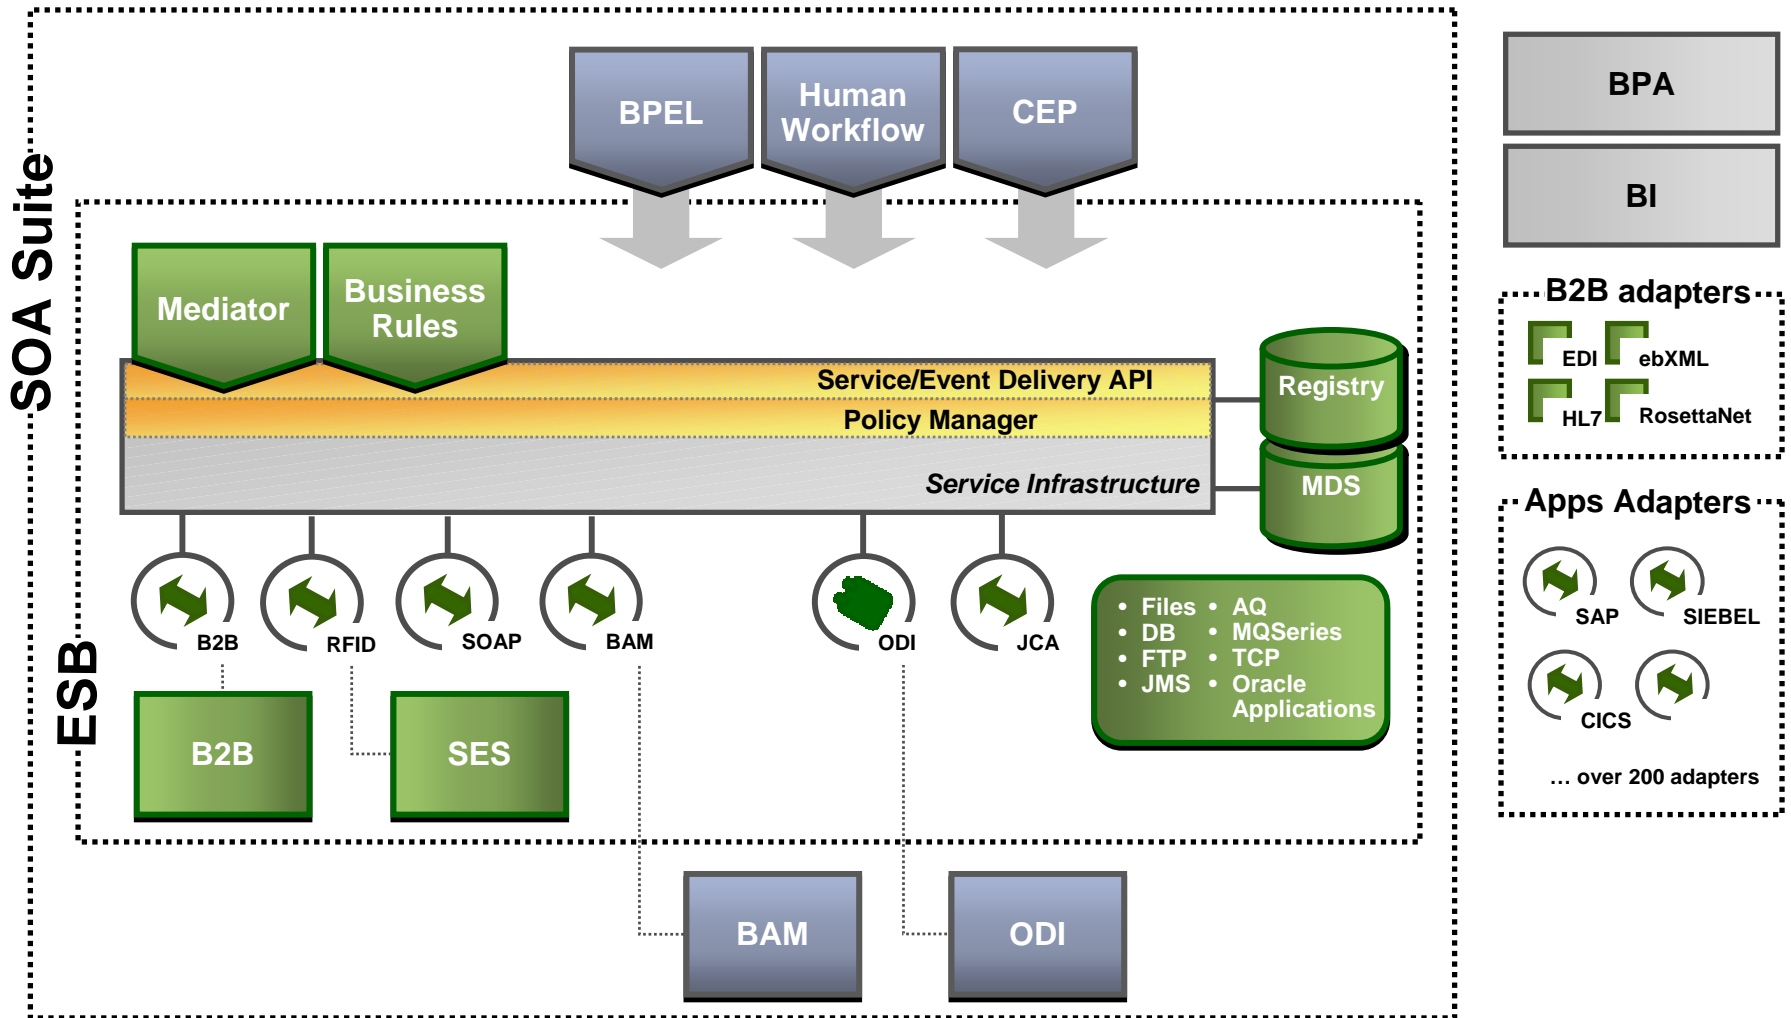 SOA Suite
ESB
BPEL
Human
Workflow
CEP
Mediator
Business
Rules
Service/Event Delivery API
Policy Manager
Service Infrastructure
Registry
MDS
B2B
RFID
SOAP
BAM
ODI
JCA
• Files
• DB
• FTP
• JMS
• AQ
• MQSeries
• TCP
• Oracle
Applications
B2B
SES
BAM
ODI
BPA
BI
B2B adapters
EDI
ebXML
HL7
RosettaNet
Apps Adapters
SAP
SIEBEL
CICS
... over 200 adapters